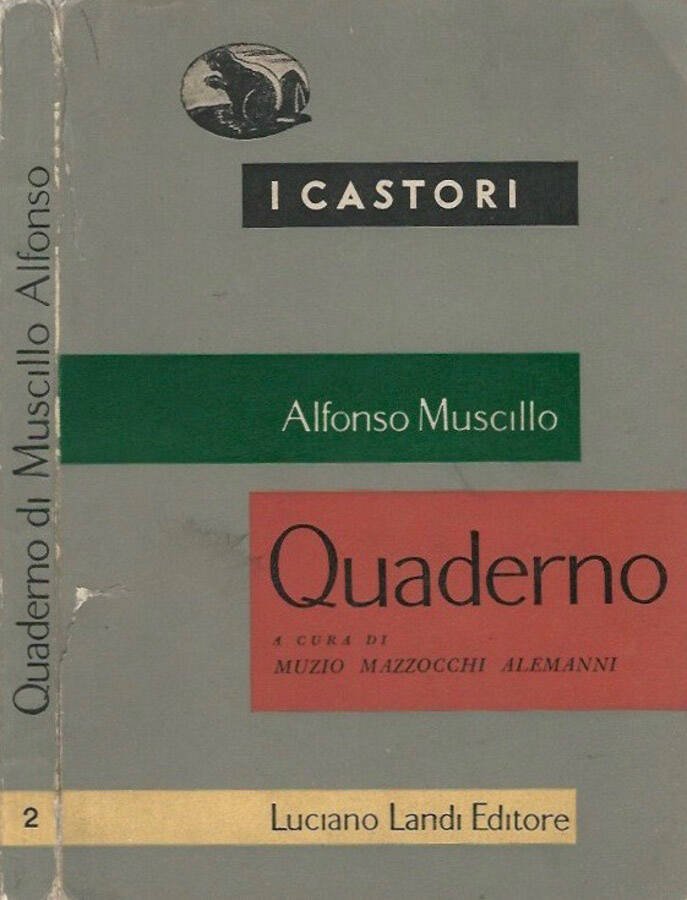 I CASTORI
Alfonso Muscillo
Quaderno
A CURA DI
MUZIO MAZZOCCHI ALEMANNI
Luciano Landi Editore
Quaderno di Muscillo Alfonso
2